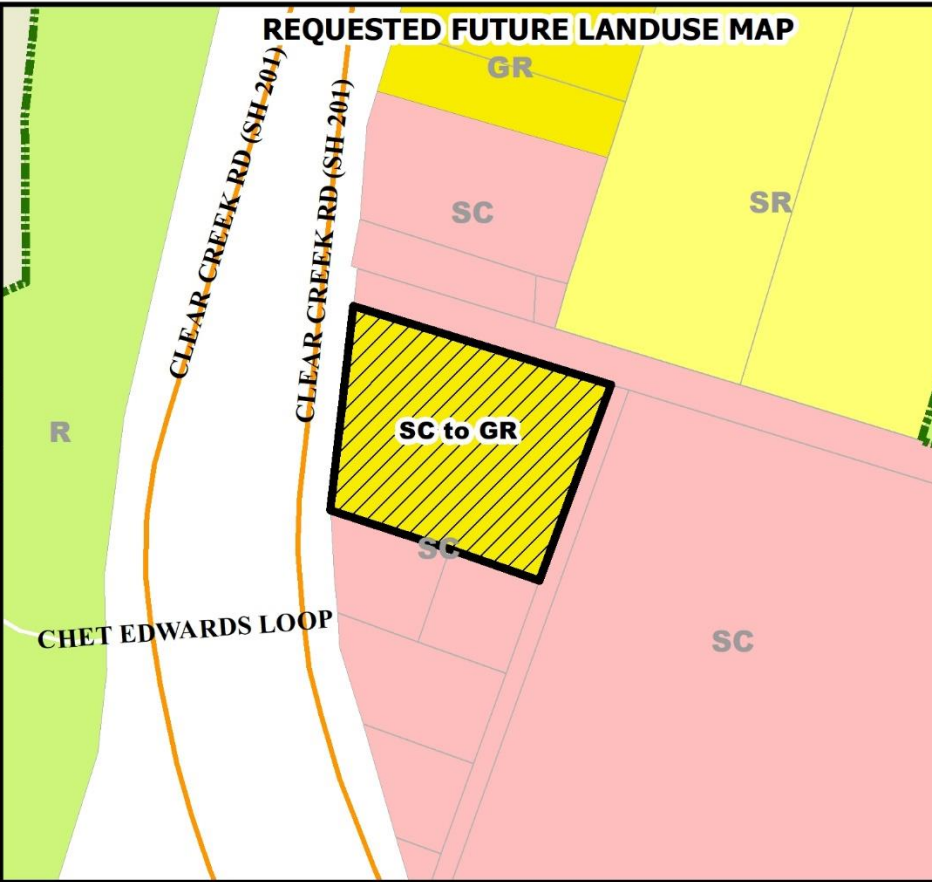 REQUESTED FUTURE LANDUSE MAP
GR
CLEAR CREEK RD (SH 201)
CLEAR CREEK RD (SH 201)
SC
SR
R
SC to GR
SC
CHET EDWARDS LOOP
SC